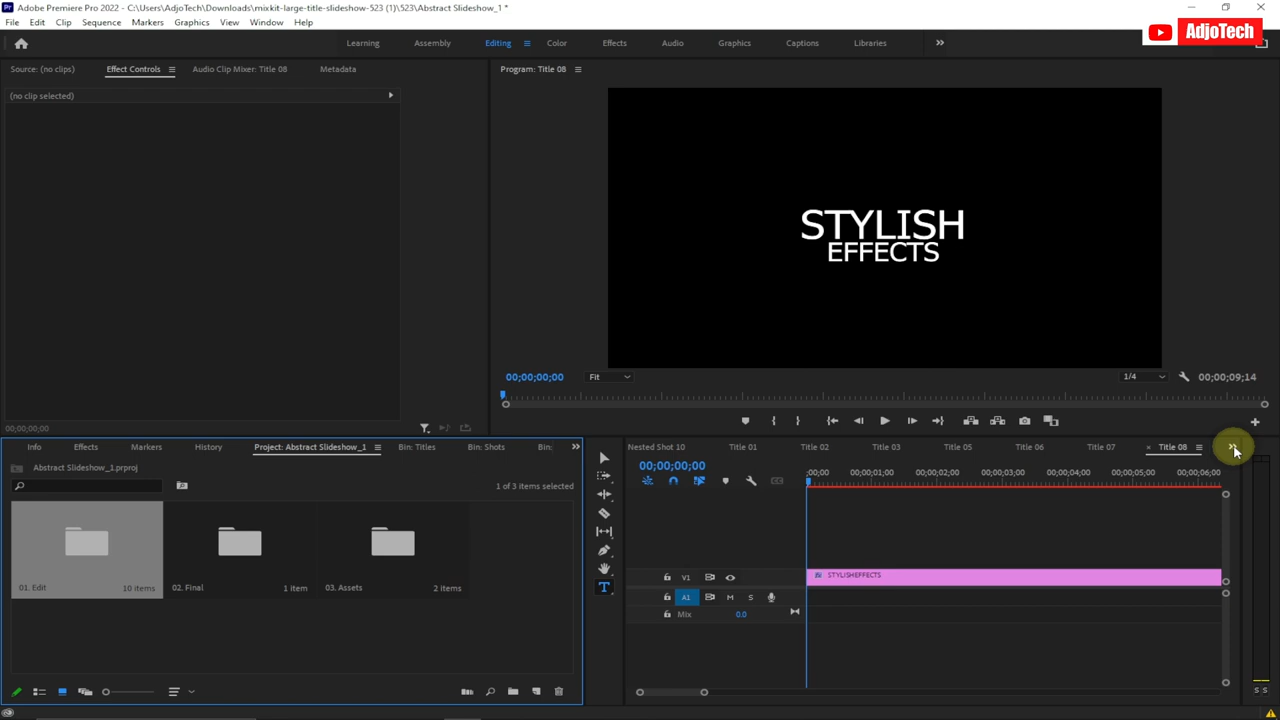 Adobe Premiere Pro 2022 - C:\Users\AdjoTech\Downloads\mixkit-large-title-slideshow-523 (1)\523\Abstract Slideshow_1 *
File Edit Clip Sequence Markers Graphics View Window Help
AdjoTech
Learning Assembly Editing Color Effects Audio Graphics Captions Libraries
Source: (no clips) Effect Controls Audio Clip Mixer: Title 08 Metadata
Program: Title 08
(no clip selected)
STYLISH
EFFECTS
00;00;00;00 Fit 1/4 00;00;09;14
00;00;00;00
Info Effects Markers History Project: Abstract Slideshow_1 Bin: Titles Bin: Shots Bin:
Nested Shot 10 Title 01 Title 02 Title 03 Title 05 Title 06 Title 07 × Title 08
Abstract Slideshow_1.prproj
1 of 3 items selected
00;00;00;00
;00;00 00;00;01;00 00;00;02;00 00;00;03;00 00;00;04;00 00;00;05;00 00;00;06;00
01. Edit 10 items
02. Final 1 item
03. Assets 2 items
V1 STYLISHEFFECTS
A1 M S
Mix 0.0
S S